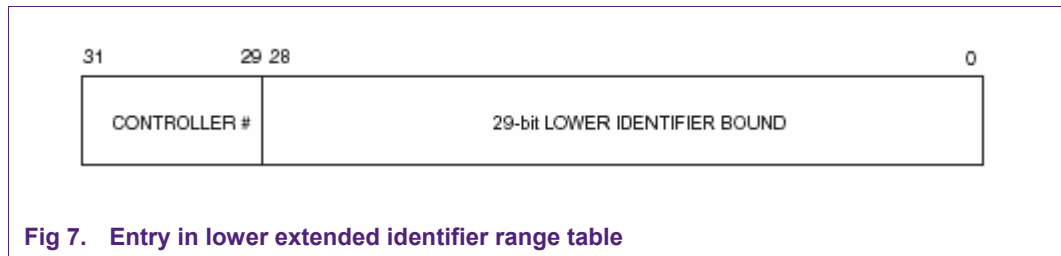 31 29 28 0
CONTROLLER # 29-bit LOWER IDENTIFIER BOUND
Fig 7. Entry in lower extended identifier range table